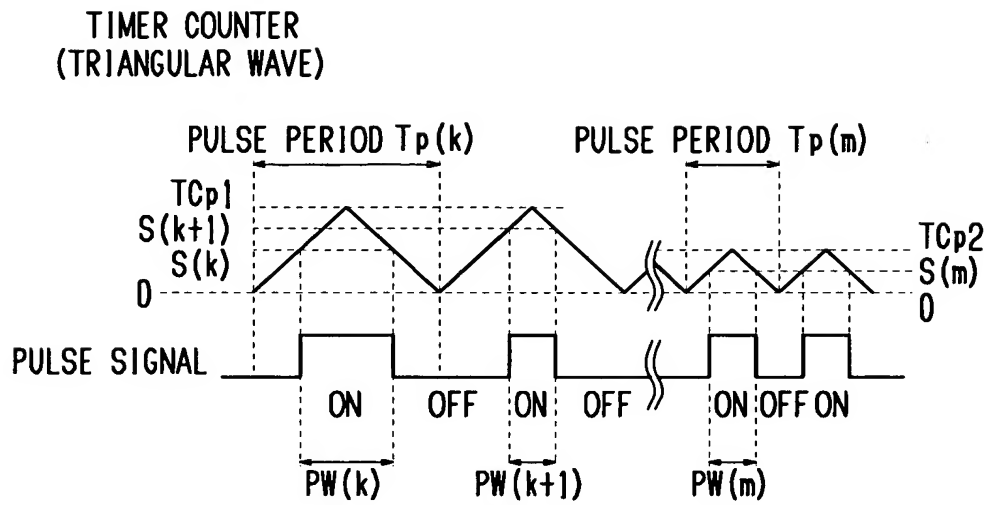 TIMER COUNTER
(TRIANGULAR WAVE)
PULSE PERIOD Tp(k)
PULSE PERIOD Tp(m)
TCp1
S(k+1)
S(k)
0
TCp2
S(m)
0
PULSE SIGNAL
ON OFF ON OFF ON OFF ON
PW(k) PW(k+1) PW(m)